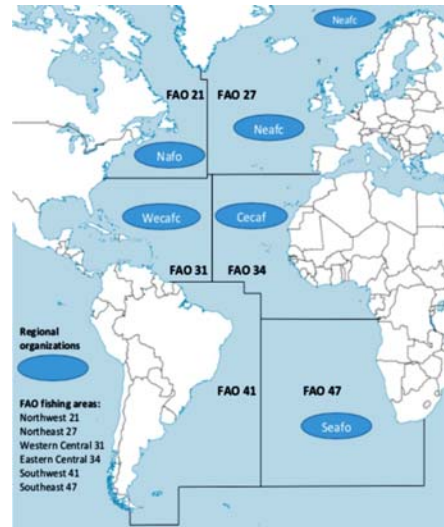 Neafc
FAO 21
FAO 27
Neafc
Nafo
Wecafc
Cecaf
FAO 31
FAO 34
Regional
organizations
FAO 41
FAO 47
FAO fishing areas:
Northwest 21
Northeast 27
Western Central 31
Eastern Central 34
Southwest 41
Southeast 47
Seafo